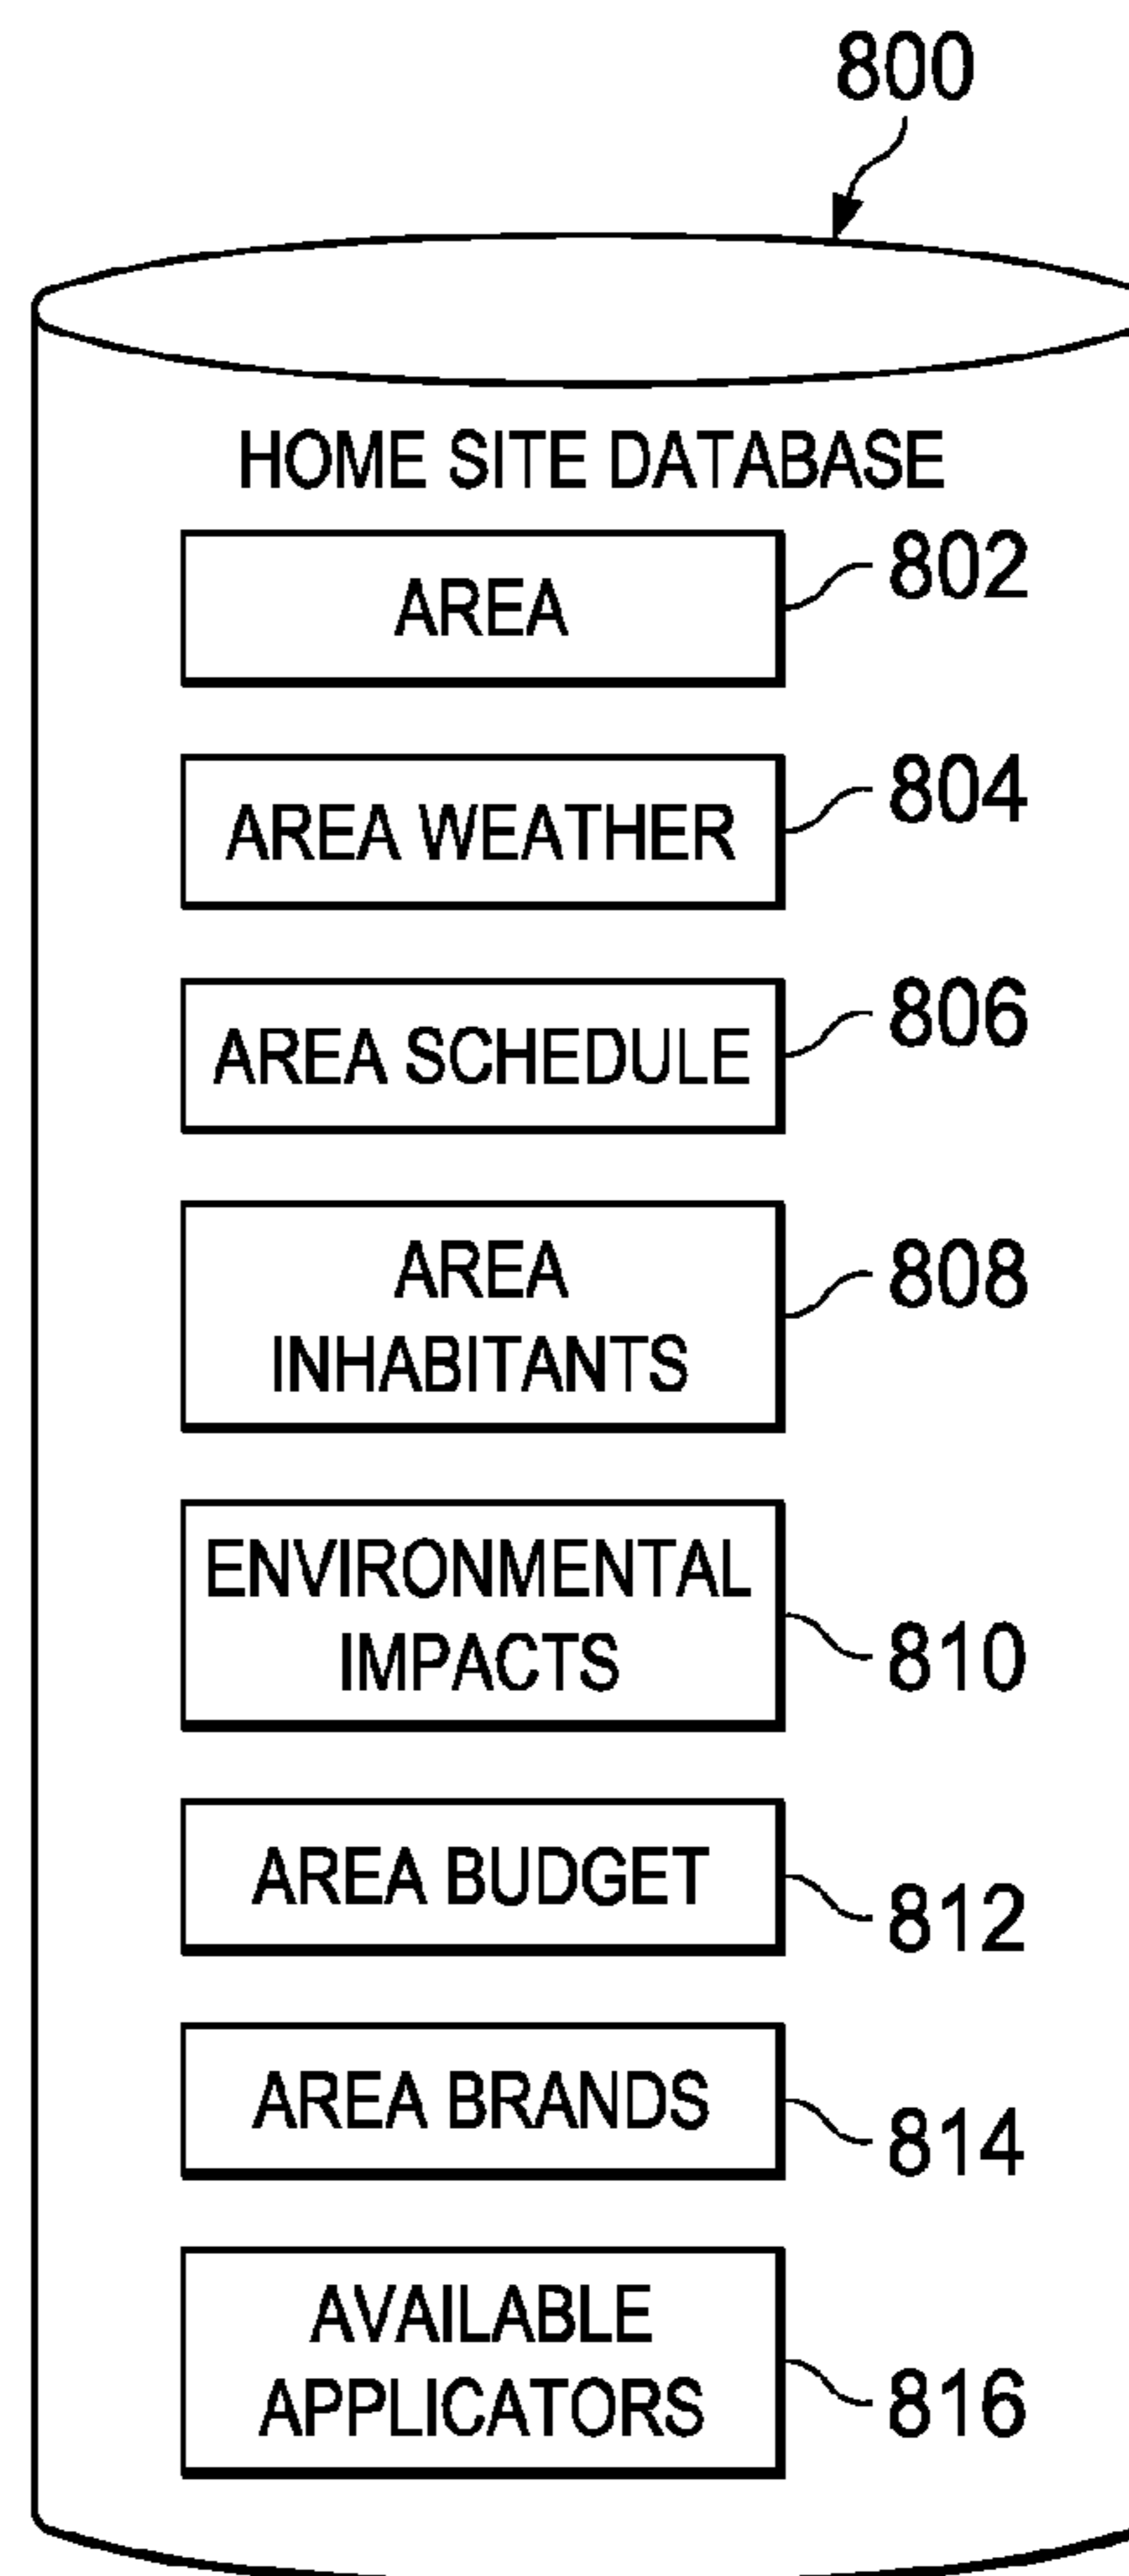 800
HOME SITE DATABASE
AREA
802
AREA WEATHER
804
AREA SCHEDULE
806
AREA
INHABITANTS
808
ENVIRONMENTAL
IMPACTS
810
AREA BUDGET
812
AREA BRANDS
814
AVAILABLE
APPLICATORS
816